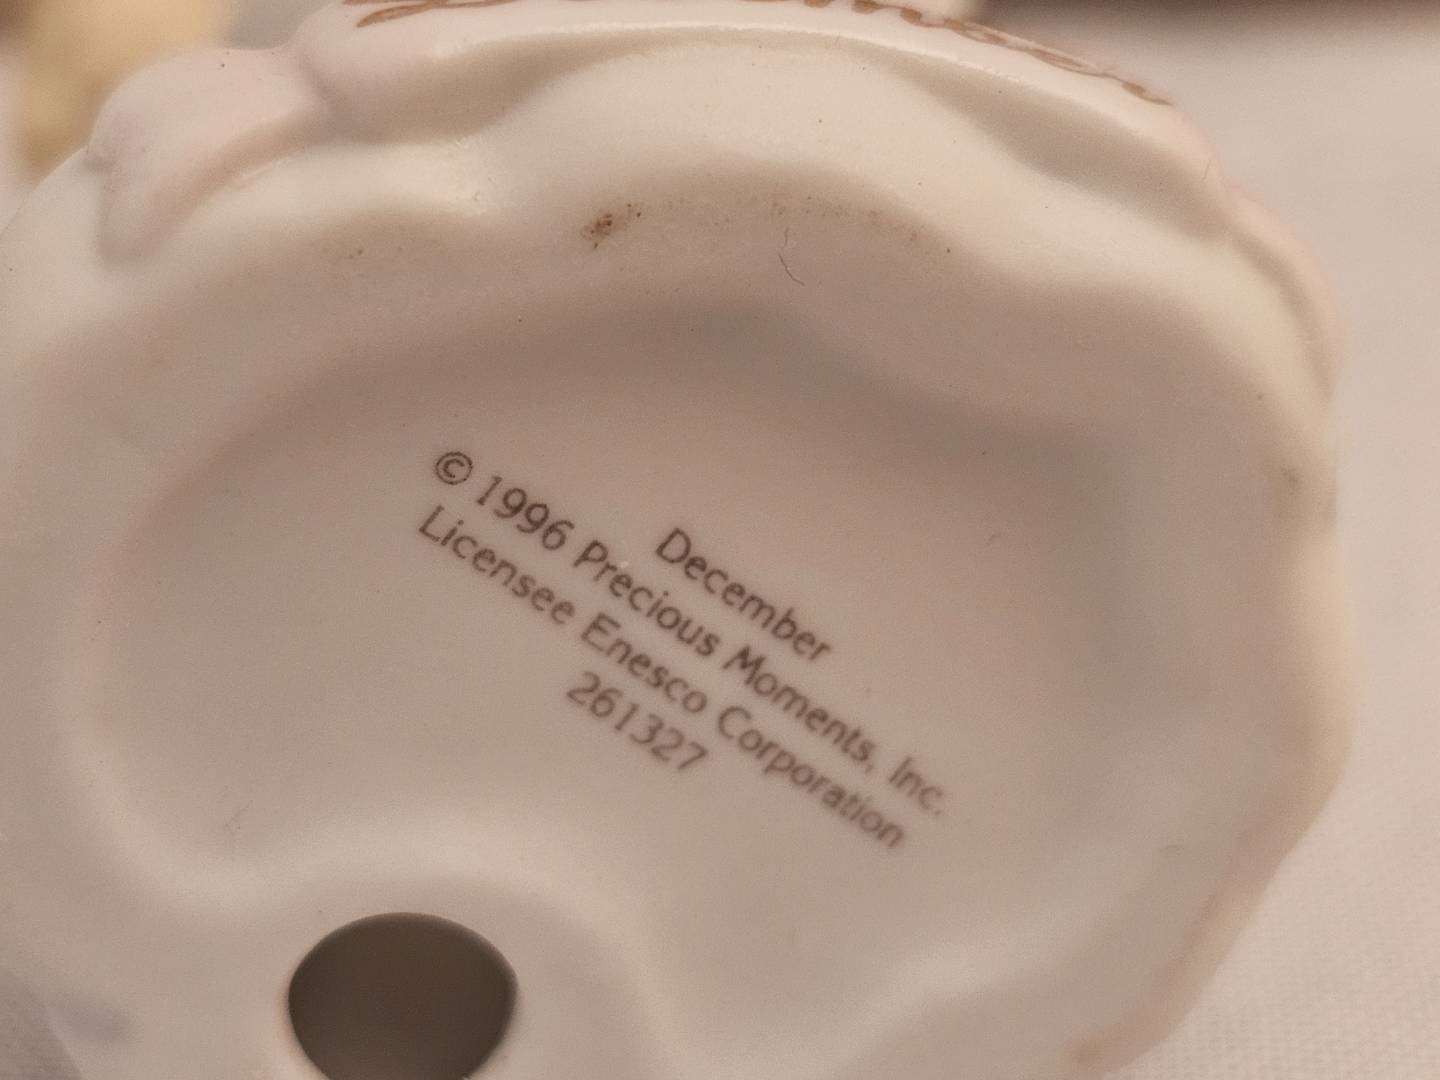 December
© 1996 Precious Moments, Inc.
Licensee Enesco Corporation
261327